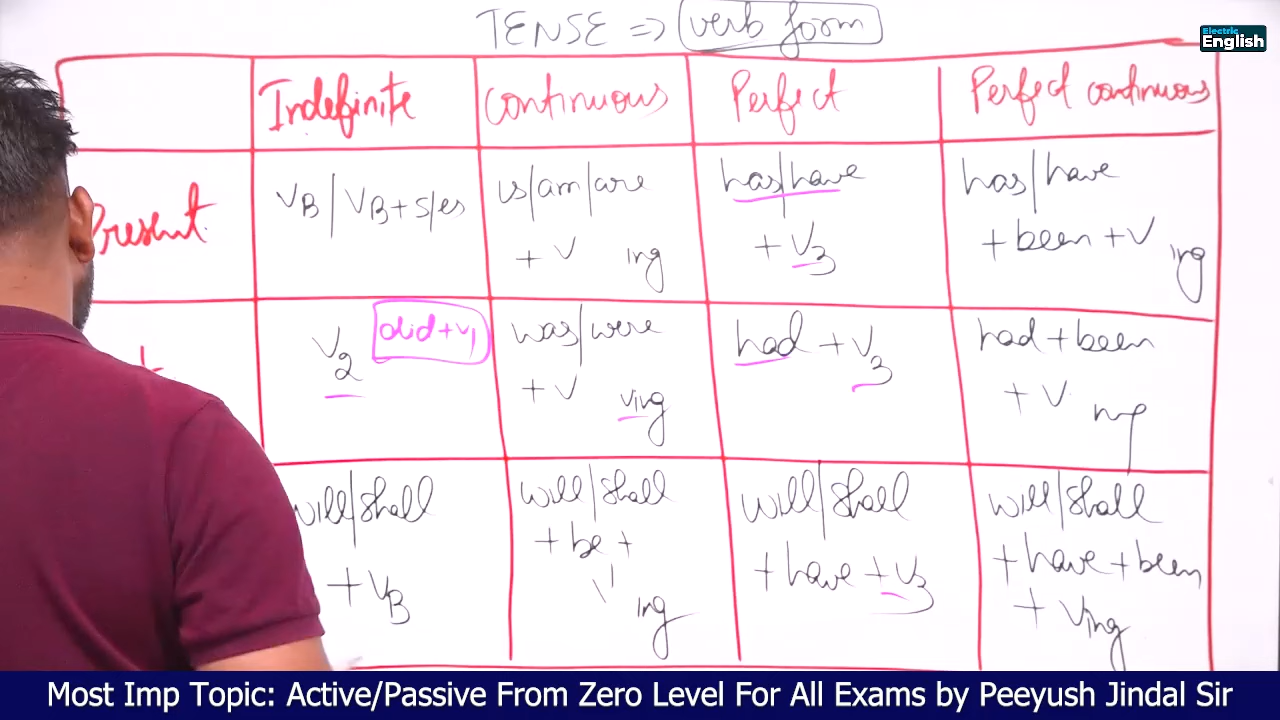 TENSE => verb form
Electric
English
Indefinite
Continuous
Perfect
Perfect continuous
Present
VB / VB + s/es
is/am/are
+ V ing
has/have
+ V3
has/have
+ been + V ing
V2
did + V1
was/were
+ V ving
had + V3
had + been
+ V ing
will/shall
+ VB
will/shall
+ be +
V ing
will/shall
+ have + V3
will/shall
+ have + been
+ Ving
Most Imp Topic: Active/Passive From Zero Level For All Exams by Peeyush Jindal Sir